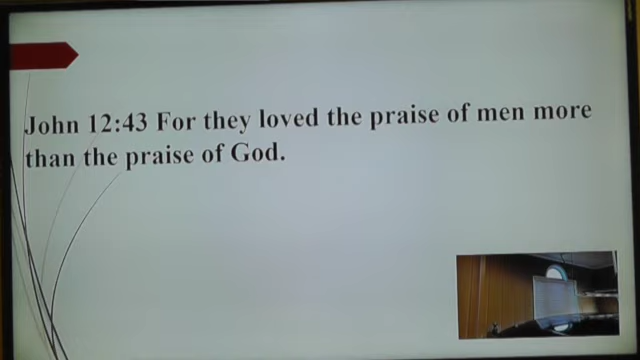 John 12:43 For they loved the praise of men more
than the praise of God.